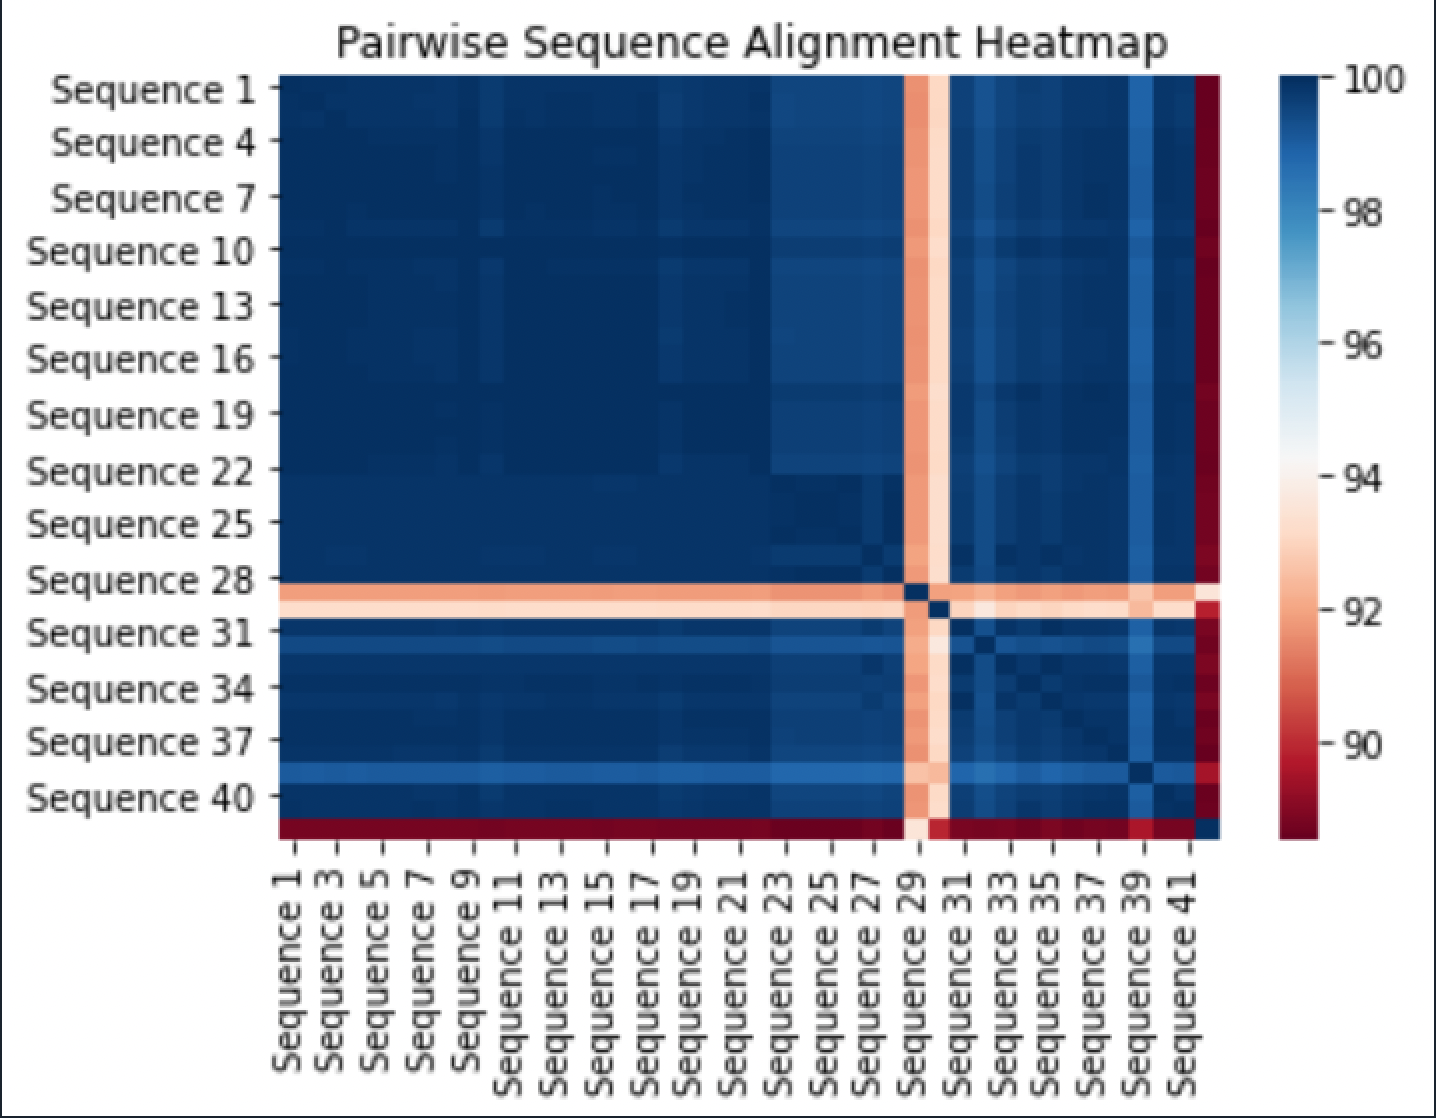 Pairwise Sequence Alignment Heatmap
Sequence 1
Sequence 4
Sequence 7
Sequence 10
Sequence 13
Sequence 16
Sequence 19
Sequence 22
Sequence 25
Sequence 28
Sequence 31
Sequence 34
Sequence 37
Sequence 40
Sequence 1
Sequence 3
Sequence 5
Sequence 7
Sequence 9
Sequence 11
Sequence 13
Sequence 15
Sequence 17
Sequence 19
Sequence 21
Sequence 23
Sequence 25
Sequence 27
Sequence 29
Sequence 31
Sequence 33
Sequence 35
Sequence 37
Sequence 39
Sequence 41
100
98
96
94
92
90